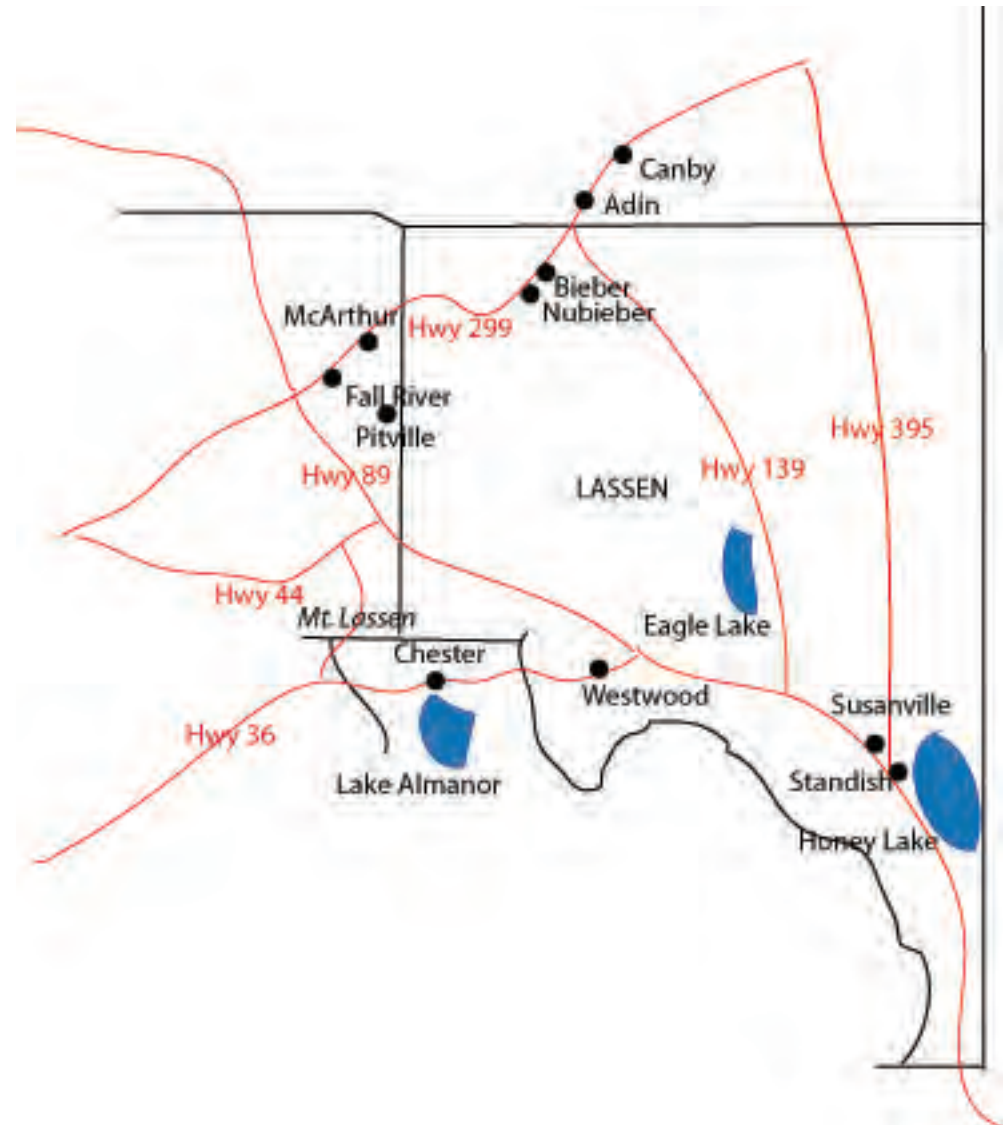 Canby
Adin
Bieber
Nubieber
McArthur
Hwy 299
Fall River
Pitville
Hwy 395
Hwy 89
Hwy 139
LASSEN
Hwy 44
Mt. Lassen
Eagle Lake
Chester
Westwood
Susanville
Hwy 36
Lake Almanor
Standish
Honey Lake